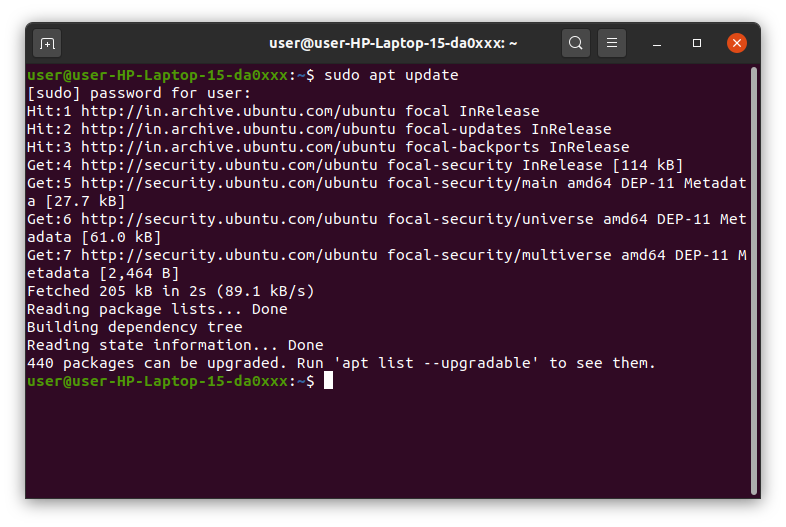 user@user-HP-Laptop-15-da0xxx: ~
user@user-HP-Laptop-15-da0xxx:~$ sudo apt update
[sudo] password for user:
Hit:1 http://in.archive.ubuntu.com/ubuntu focal InRelease
Hit:2 http://in.archive.ubuntu.com/ubuntu focal-updates InRelease
Hit:3 http://in.archive.ubuntu.com/ubuntu focal-backports InRelease
Get:4 http://security.ubuntu.com/ubuntu focal-security InRelease [114 kB]
Get:5 http://security.ubuntu.com/ubuntu focal-security/main amd64 DEP-11 Metadat
a [27.7 kB]
Get:6 http://security.ubuntu.com/ubuntu focal-security/universe amd64 DEP-11 Met
adata [61.0 kB]
Get:7 http://security.ubuntu.com/ubuntu focal-security/multiverse amd64 DEP-11 M
etadata [2,464 B]
Fetched 205 kB in 2s (89.1 kB/s)
Reading package lists... Done
Building dependency tree
Reading state information... Done
440 packages can be upgraded. Run 'apt list --upgradable' to see them.
user@user-HP-Laptop-15-da0xxx:~$